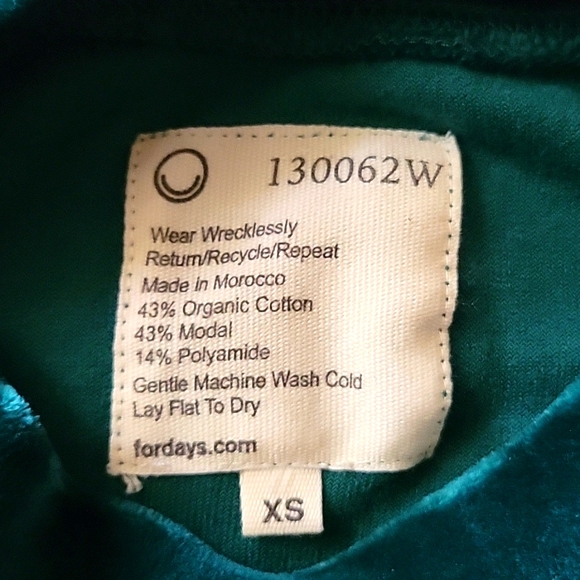 130062W
Wear Wrecklessly
Return/Recycle/Repeat
Made in Morocco
43% Organic Cotton
43% Modal
14% Polyamide
Gentle Machine Wash Cold
Lay Flat To Dry
fordays.com
XS